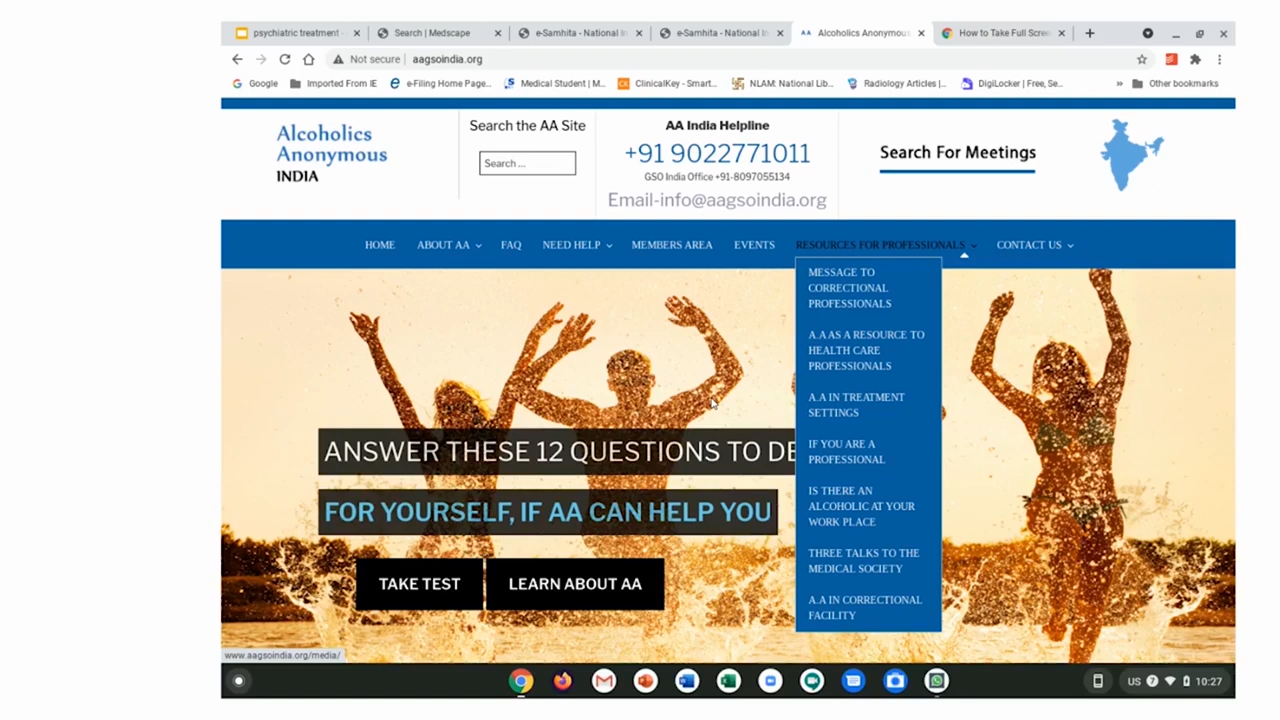 psychiatric treatment -
Search | Medscape
e-Samhita - National In
e-Samhita - National In
Alcoholics Anonymous
How to Take Full Scree
Not secure | aagsoindia.org
Google
Imported From IE
e-Filing Home Page...
Medical Student | M...
ClinicalKey - Smart...
NLAM: National Lib...
Radiology Articles |...
DigiLocker | Free, Se...
» Other bookmarks
Alcoholics
Anonymous
INDIA
Search the AA Site
Search ...
AA India Helpline
+91 9022771011
GSO India Office +91-8097055134
Email-info@aagsoindia.org
Search For Meetings
HOME ABOUT AA FAQ NEED HELP MEMBERS AREA EVENTS RESOURCES FOR PROFESSIONALS CONTACT US
MESSAGE TO
CORRECTIONAL
PROFESSIONALS
A.A AS A RESOURCE TO
HEALTH CARE
PROFESSIONALS
A.A IN TREATMENT
SETTINGS
IF YOU ARE A
PROFESSIONAL
IS THERE AN
ALCOHOLIC AT YOUR
WORK PLACE
THREE TALKS TO THE
MEDICAL SOCIETY
A.A IN CORRECTIONAL
FACILITY
ANSWER THESE 12 QUESTIONS TO DE
FOR YOURSELF, IF AA CAN HELP YOU
TAKE TEST
LEARN ABOUT AA
www.aagsoindia.org/media/
US 7 10:27